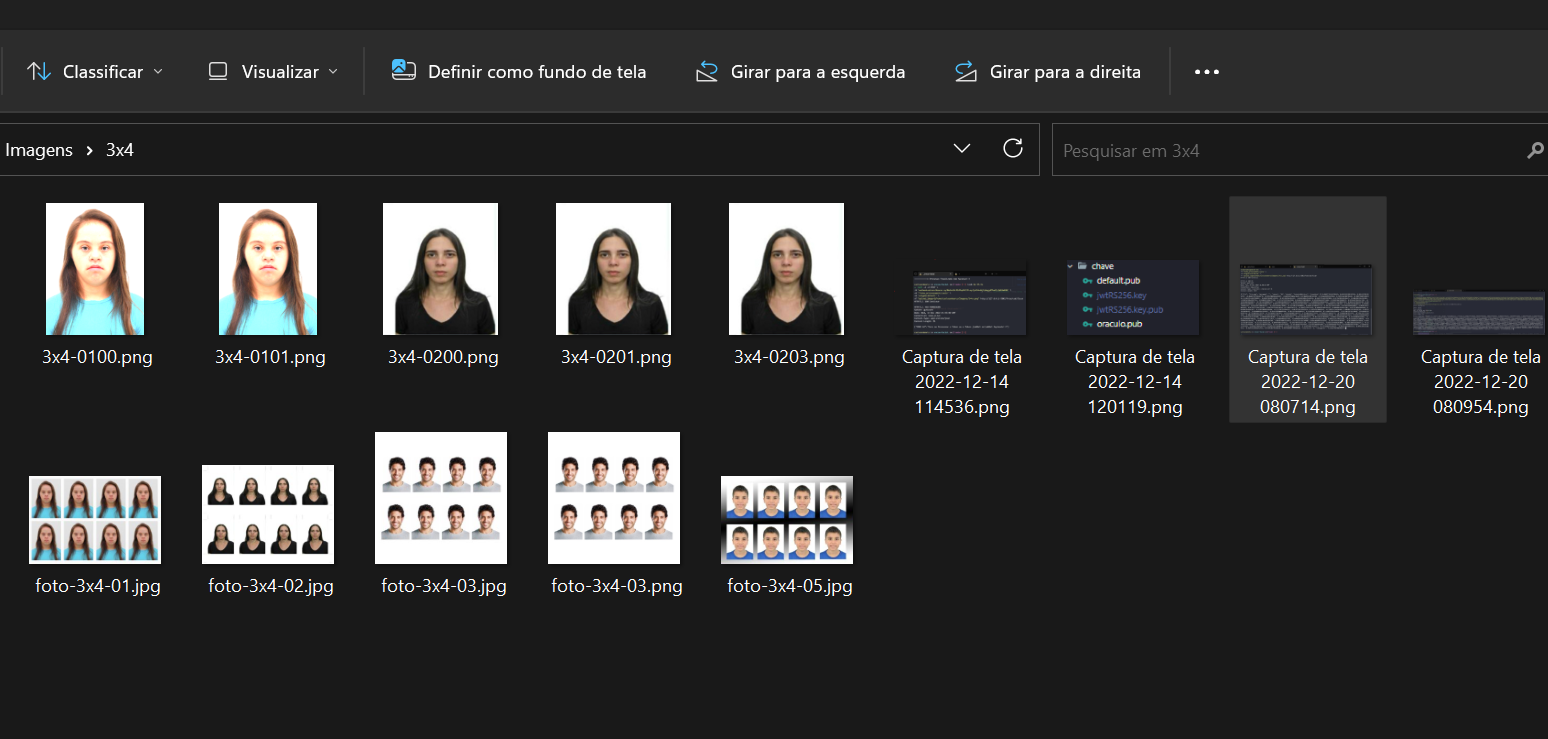 Classificar
Visualizar
Definir como fundo de tela
Girar para a esquerda
Girar para a direita
Imagens
3x4
Pesquisar em 3x4
chave
default.pub
jwtRS256.key
jwtRS256.key.pub
oraculo.pub
3x4-0100.png
3x4-0101.png
3x4-0200.png
3x4-0201.png
3x4-0203.png
Captura de tela
2022-12-14
114536.png
Captura de tela
2022-12-14
120119.png
Captura de tela
2022-12-20
080714.png
Captura de tela
2022-12-20
080954.png
foto-3x4-01.jpg
foto-3x4-02.jpg
foto-3x4-03.jpg
foto-3x4-03.png
foto-3x4-05.jpg